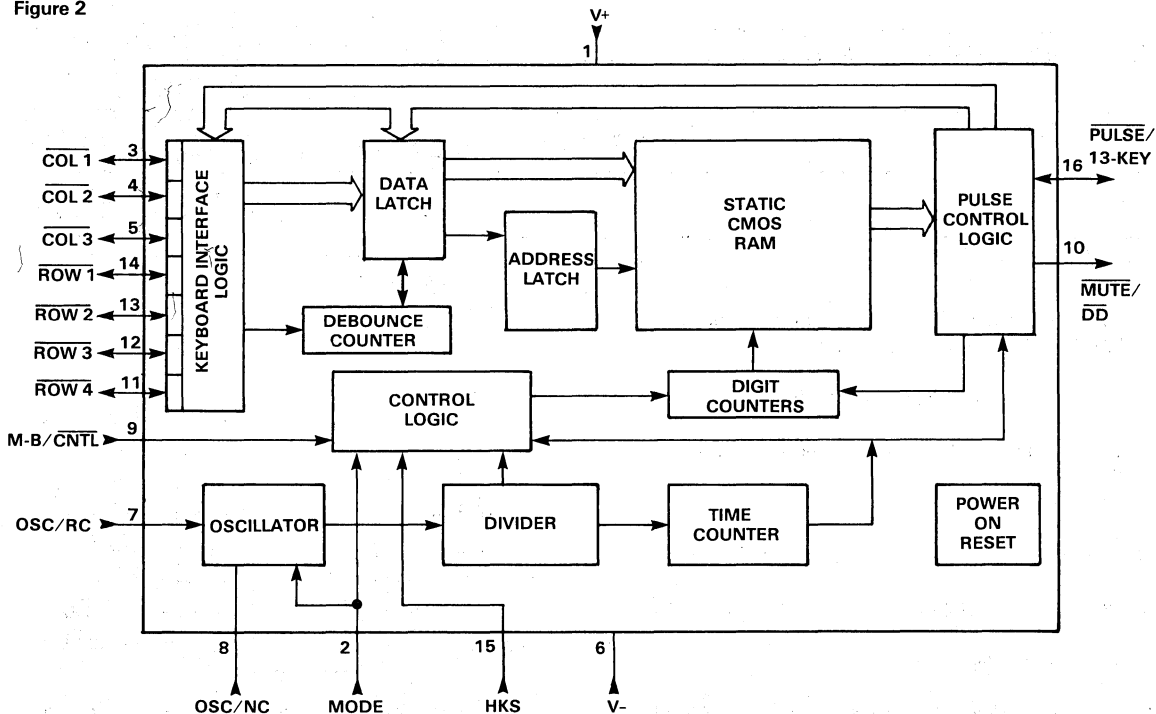 Figure 2
V+
1
COL 1
3
COL 2
4
COL 3
5
ROW 1
14
ROW 2
13
ROW 3
12
ROW 4
11
M-B/CNTL
9
OSC/RC
7
KEYBOARD INTERFACE
LOGIC
DATA
LATCH
DEBOUNCE
COUNTER
ADDRESS
LATCH
STATIC
CMOS
RAM
PULSE
CONTROL
LOGIC
PULSE/
13-KEY
16
10
MUTE/
DD
CONTROL
LOGIC
DIGIT
COUNTERS
OSCILLATOR
DIVIDER
TIME
COUNTER
POWER
ON
RESET
8
2
15
6
OSC/NC
MODE
HKS
V-